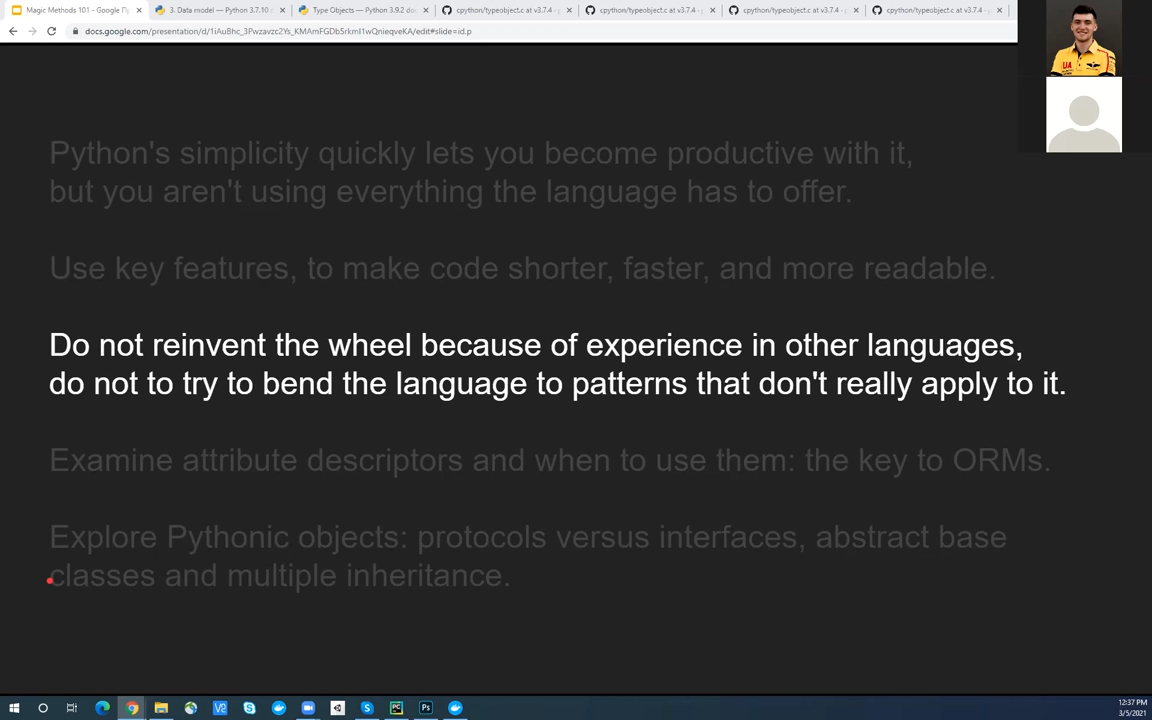 Magic Methods 101 - Google
3. Data model — Python 3.7.10
Type Objects — Python 3.9.2
cpython/typeobject.c at v3.7.4 ·
cpython/typeobject.c at v3.7.4 ·
cpython/typeobject.c at v3.7.4 ·
cpython/typeobject.c at v3.7.4 ·
UA
Python's simplicity quickly lets you become productive with it,
but you aren't using everything the language has to offer.
Use key features, to make code shorter, faster, and more readable.
Do not reinvent the wheel because of experience in other languages,
do not to try to bend the language to patterns that don't really apply to it.
Examine attribute descriptors and when to use them: the key to ORMs.
Explore Pythonic objects: protocols versus interfaces, abstract base
classes and multiple inheritance.
V2
PC
Ps
12:37 PM
3/5/2021